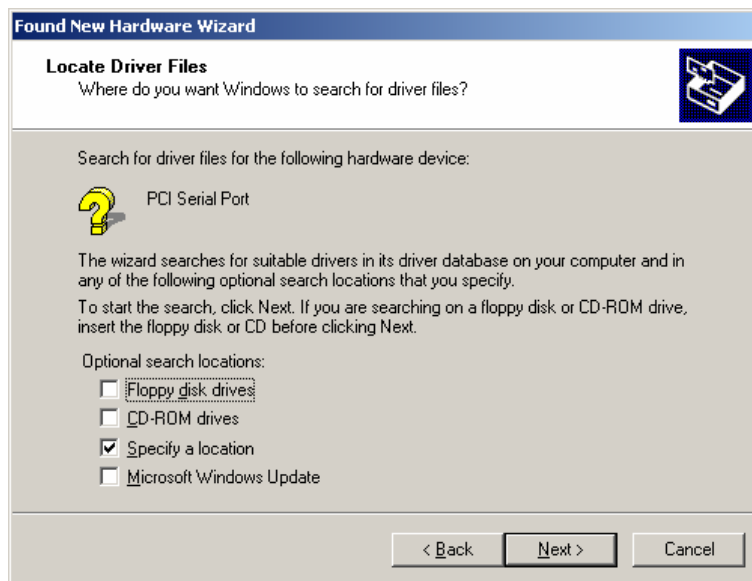 Found New Hardware Wizard
Locate Driver Files
Where do you want Windows to search for driver files?
Search for driver files for the following hardware device:
PCI Serial Port
The wizard searches for suitable drivers in its driver database on your computer and in
any of the following optional search locations that you specify.
To start the search, click Next. If you are searching on a floppy disk or CD-ROM drive,
insert the floppy disk or CD before clicking Next.
Optional search locations:
Floppy disk drives
CD-ROM drives
Specify a location
Microsoft Windows Update
< Back Next > Cancel